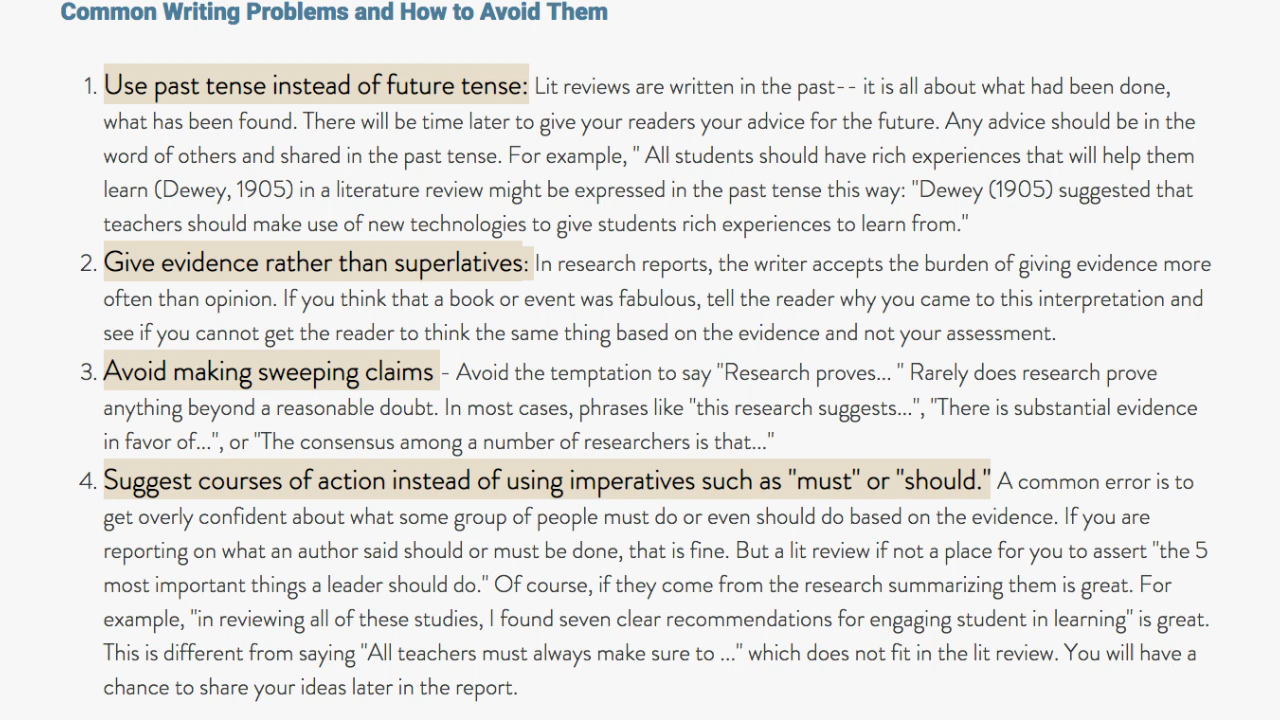 Common Writing Problems and How to Avoid Them
1. Use past tense instead of future tense: Lit reviews are written in the past-- it is all about what had been done,
what has been found. There will be time later to give your readers your advice for the future. Any advice should be in the
word of others and shared in the past tense. For example, " All students should have rich experiences that will help them
learn (Dewey, 1905) in a literature review might be expressed in the past tense this way: "Dewey (1905) suggested that
teachers should make use of new technologies to give students rich experiences to learn from."
2. Give evidence rather than superlatives: In research reports, the writer accepts the burden of giving evidence more
often than opinion. If you think that a book or event was fabulous, tell the reader why you came to this interpretation and
see if you cannot get the reader to think the same thing based on the evidence and not your assessment.
3. Avoid making sweeping claims - Avoid the temptation to say "Research proves... " Rarely does research prove
anything beyond a reasonable doubt. In most cases, phrases like "this research suggests...", "There is substantial evidence
in favor of...", or "The consensus among a number of researchers is that..."
4. Suggest courses of action instead of using imperatives such as "must" or "should." A common error is to
get overly confident about what some group of people must do or even should do based on the evidence. If you are
reporting on what an author said should or must be done, that is fine. But a lit review if not a place for you to assert "the 5
most important things a leader should do." Of course, if they come from the research summarizing them is great. For
example, "in reviewing all of these studies, I found seven clear recommendations for engaging student in learning" is great.
This is different from saying "All teachers must always make sure to ..." which does not fit in the lit review. You will have a
chance to share your ideas later in the report.